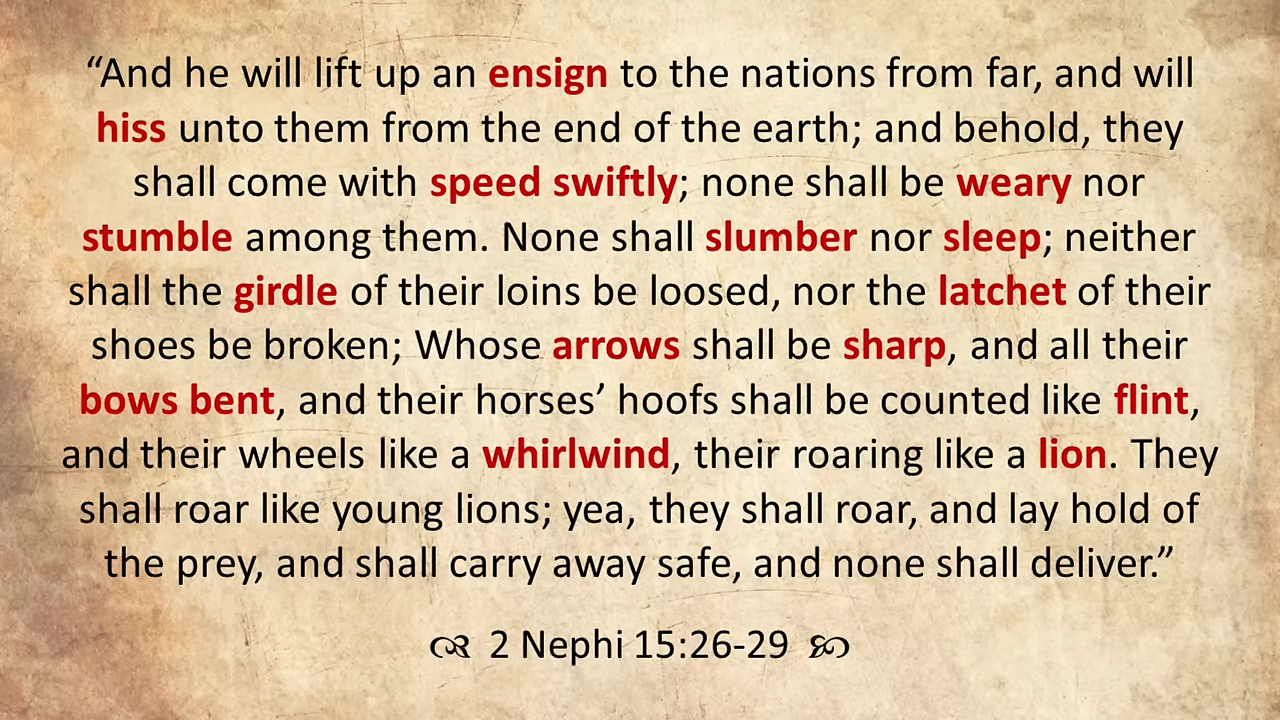 “And he will lift up an ensign to the nations from far, and will
hiss unto them from the end of the earth; and behold, they
shall come with speed swiftly; none shall be weary nor
stumble among them. None shall slumber nor sleep; neither
shall the girdle of their loins be loosed, nor the latchet of their
shoes be broken; Whose arrows shall be sharp, and all their
bows bent, and their horses’ hoofs shall be counted like flint,
and their wheels like a whirlwind, their roaring like a lion. They
shall roar like young lions; yea, they shall roar, and lay hold of
the prey, and shall carry away safe, and none shall deliver.”
2 Nephi 15:26-29